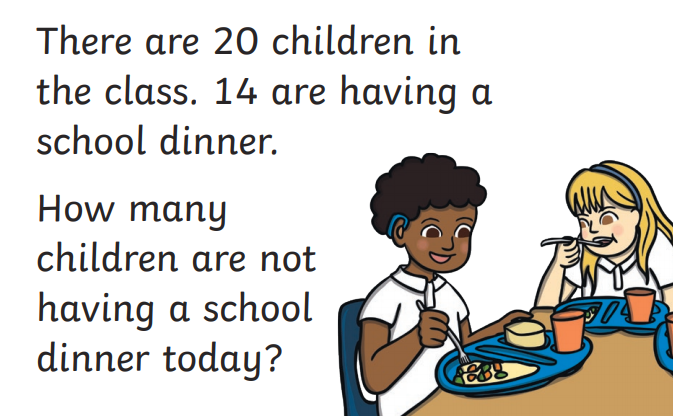 There are 20 children in
the class. 14 are having a
school dinner.
How many
children are not
having a school
dinner today?